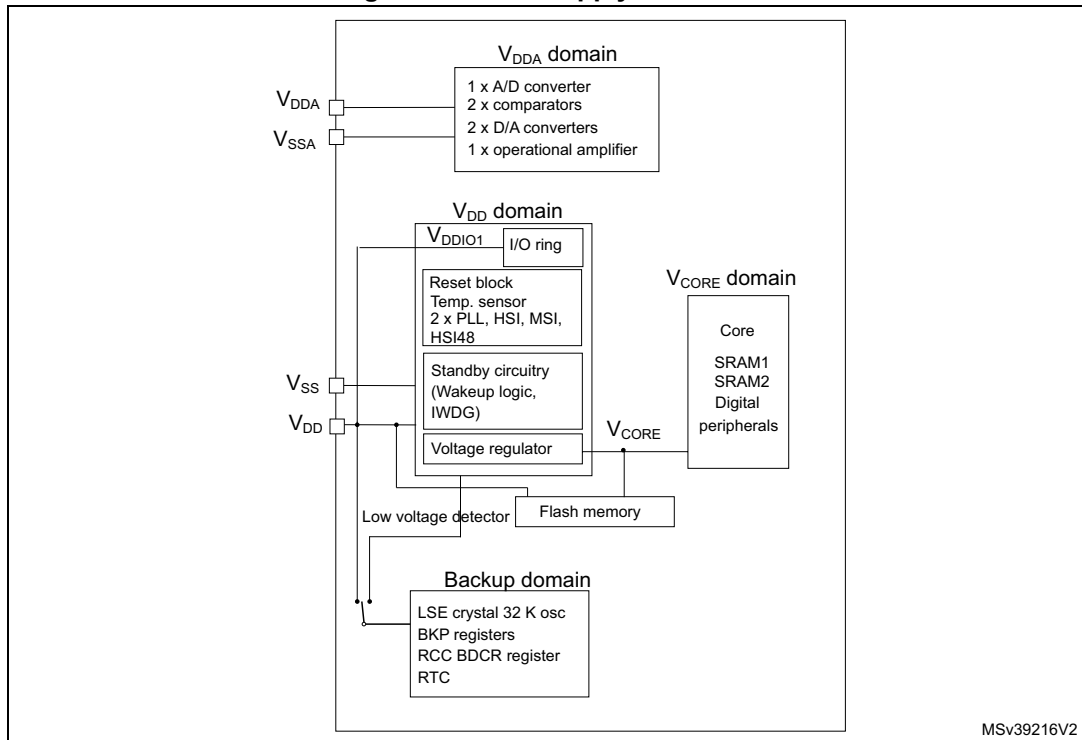 V_DDA domain
1 x A/D converter
2 x comparators
2 x D/A converters
1 x operational amplifier
V_DDA
V_SSA
V_DD domain
V_DDIO1
I/O ring
Reset block
Temp. sensor
2 x PLL, HSI, MSI,
HSI48
Standby circuitry
(Wakeup logic,
IWDG)
Voltage regulator
V_SS
V_DD
V_CORE
V_CORE domain
Core
SRAM1
SRAM2
Digital
peripherals
Low voltage detector
Flash memory
Backup domain
LSE crystal 32 K osc
BKP registers
RCC BDCR register
RTC
MSv39216V2